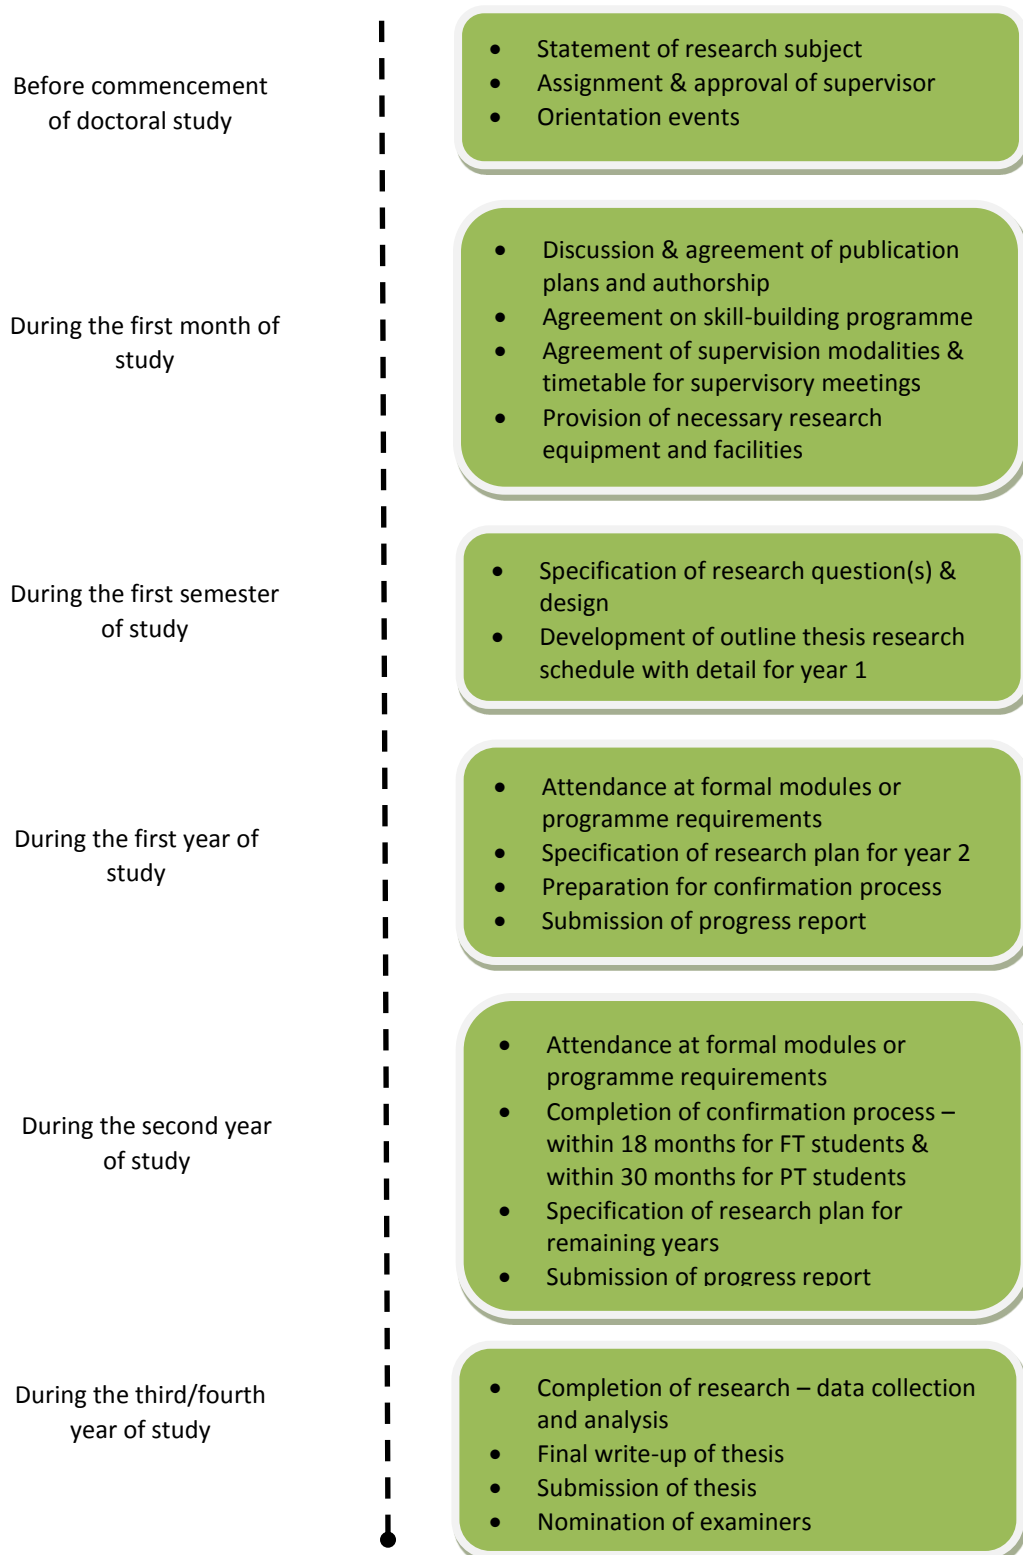 Before commencement
of doctoral study
• Statement of research subject
• Assignment & approval of supervisor
• Orientation events
During the first month of
study
• Discussion & agreement of publication
plans and authorship
• Agreement on skill-building programme
• Agreement of supervision modalities &
timetable for supervisory meetings
• Provision of necessary research
equipment and facilities
During the first semester
of study
• Specification of research question(s) &
design
• Development of outline thesis research
schedule with detail for year 1
During the first year of
study
• Attendance at formal modules or
programme requirements
• Specification of research plan for year 2
• Preparation for confirmation process
• Submission of progress report
During the second year
of study
• Attendance at formal modules or
programme requirements
• Completion of confirmation process –
within 18 months for FT students &
within 30 months for PT students
• Specification of research plan for
remaining years
• Submission of progress report
During the third/fourth
year of study
• Completion of research – data collection
and analysis
• Final write-up of thesis
• Submission of thesis
• Nomination of examiners